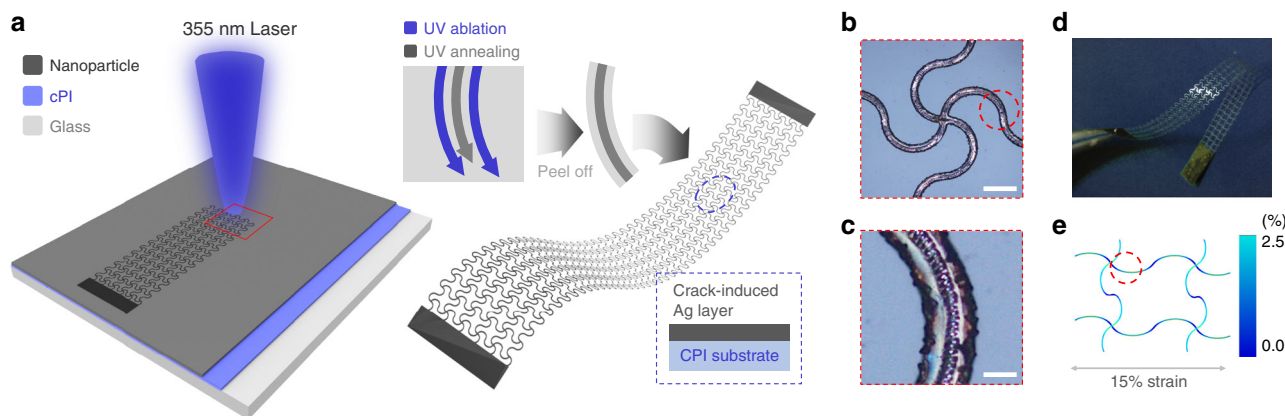 a
355 nm Laser
Nanoparticle
cPI
Glass
UV ablation
UV annealing
Peel off
Crack-induced
Ag layer
CPI substrate
b
c
d
e
(%)
2.5
0.0
15% strain